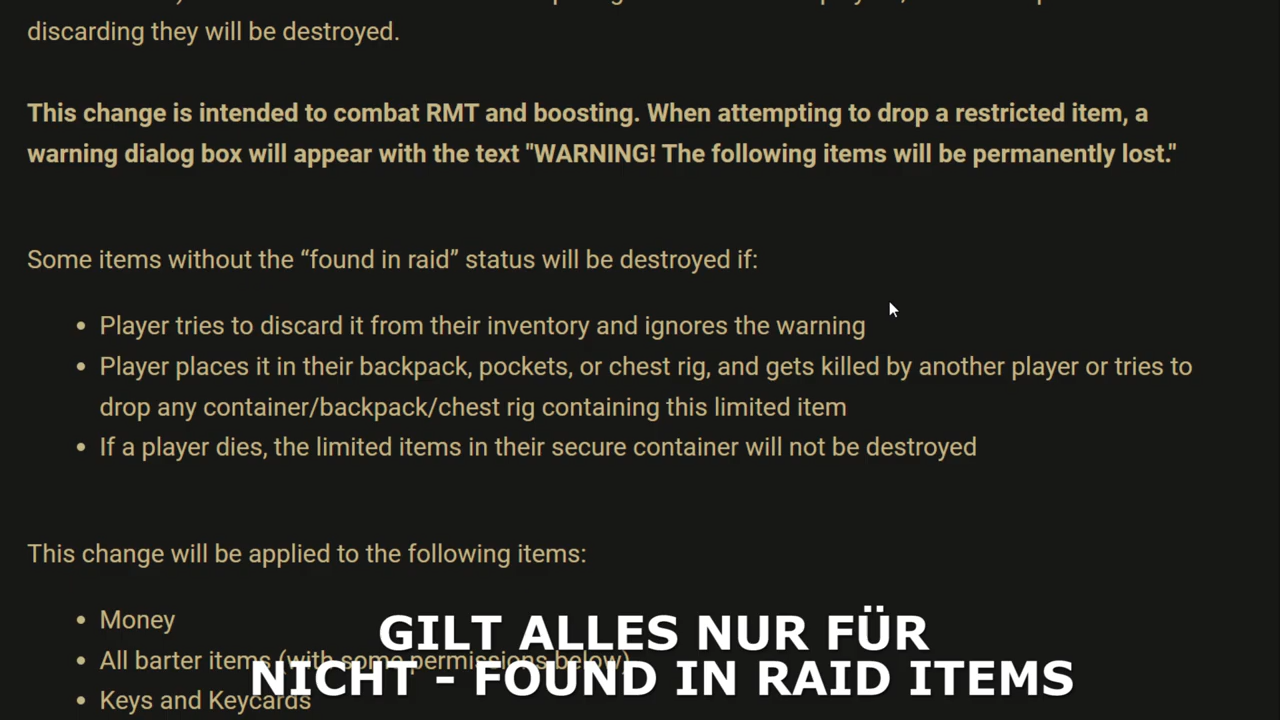 discarding they will be destroyed.
This change is intended to combat RMT and boosting. When attempting to drop a restricted item, a
warning dialog box will appear with the text "WARNING! The following items will be permanently lost."
Some items without the “found in raid” status will be destroyed if:
• Player tries to discard it from their inventory and ignores the warning
• Player places it in their backpack, pockets, or chest rig, and gets killed by another player or tries to
drop any container/backpack/chest rig containing this limited item
• If a player dies, the limited items in their secure container will not be destroyed
This change will be applied to the following items:
• Money
• All barter items (with some permissions below)
• Keys and Keycards
GILT ALLES NUR FÜR
NICHT - FOUND IN RAID ITEMS